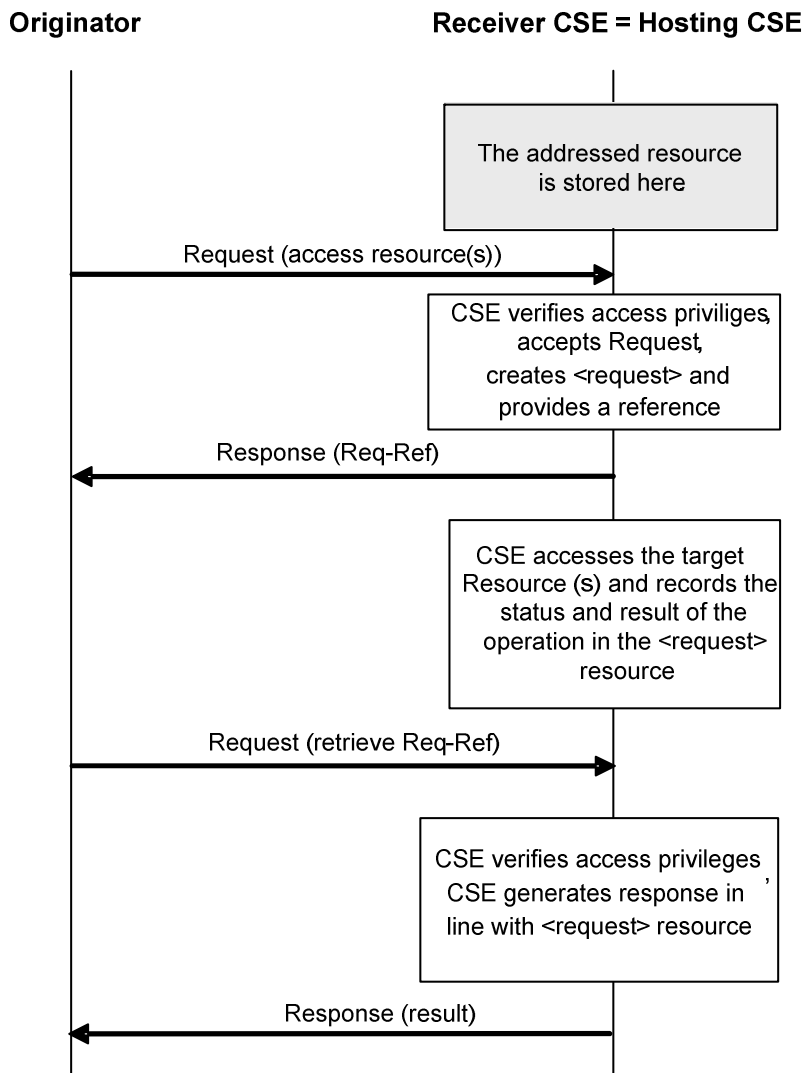 Originator
Receiver CSE = Hosting CSE
The addressed resource
is stored here
Request (access resource(s))
CSE verifies access priviliges,
accepts Request,
creates <request> and
provides a reference
Response (Req-Ref)
CSE accesses the target
Resource (s) and records the
status and result of the
operation in the <request>
resource
Request (retrieve Req-Ref)
CSE verifies access privileges,
CSE generates response in
line with <request> resource
Response (result)